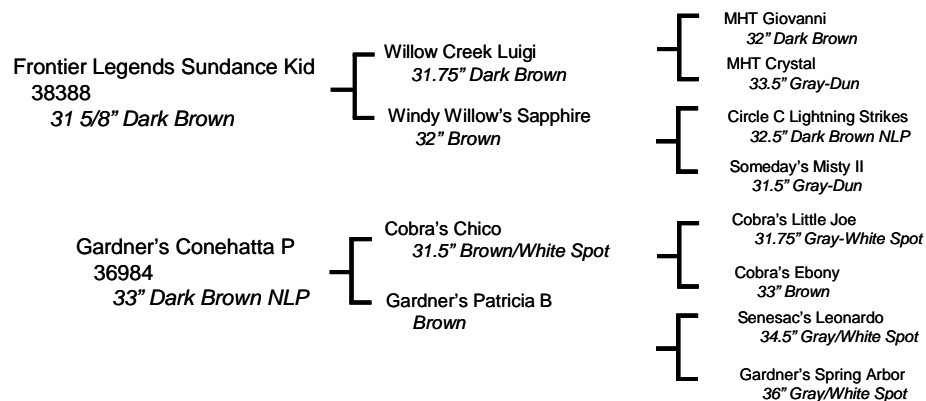 Frontier Legends Sundance Kid
38388
31 5/8” Dark Brown
Willow Creek Luigi
31.75” Dark Brown
Windy Willow’s Sapphire
32” Brown
MHT Giovanni
32” Dark Brown
MHT Crystal
33.5” Gray-Dun
Circle C Lightning Strikes
32.5” Dark Brown NLP
Someday’s Misty II
31.5” Gray-Dun
Gardner’s Conehatta P
36984
33” Dark Brown NLP
Cobra’s Chico
31.5” Brown/White Spot
Gardner’s Patricia B
Brown
Cobra’s Little Joe
31.75” Gray-White Spot
Cobra’s Ebony
33” Brown
Senesac’s Leonardo
34.5” Gray/White Spot
Gardner’s Spring Arbor
36” Gray/White Spot